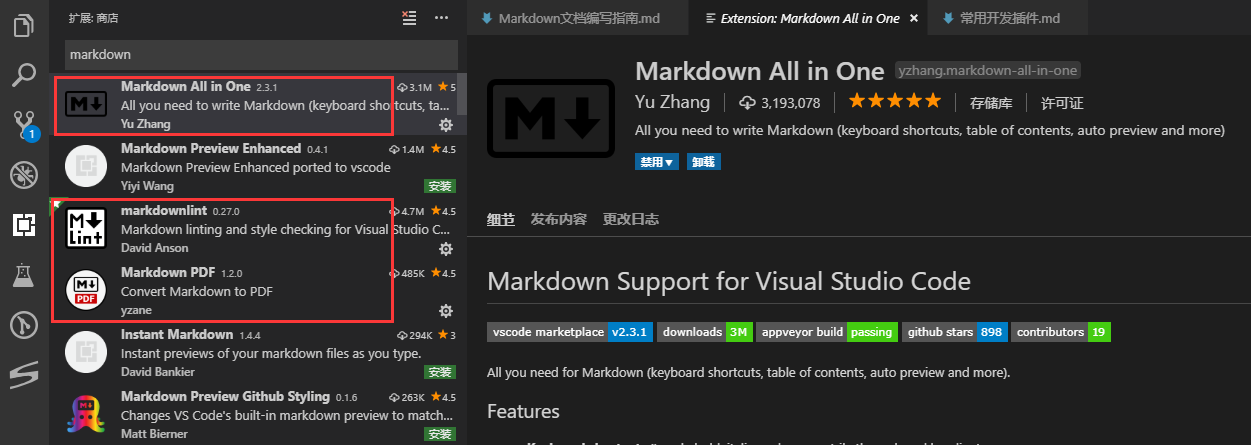 扩展: 商店
markdown
Markdown All in One 2.3.1 3.1M 5
All you need to write Markdown (keyboard shortcuts, ta...
Yu Zhang
Markdown Preview Enhanced 0.4.1 1.4M 4.5
Markdown Preview Enhanced ported to vscode
Yiyi Wang 安装
markdownlint 0.27.0 4.7M 4.5
Markdown linting and style checking for Visual Studio C...
David Anson
Markdown PDF 1.2.0 485K 4.5
Convert Markdown to PDF
yzane
Instant Markdown 1.4.4 294K 3
Instant previews of your markdown files as you type.
David Bankier 安装
Markdown Preview Github Styling 0.1.6 263K 4.5
Changes VS Code's built-in markdown preview to match...
Matt Bierner 安装
1
M
M
Lint
M
PDF
M
Markdown文档编写指南.md
Extension: Markdown All in One
常用开发插件.md
M
Markdown All in One yzhang.markdown-all-in-one
Yu Zhang 3,193,078 存储库 许可证
All you need to write Markdown (keyboard shortcuts, table of contents, auto preview and more)
禁用 卸载
细节 发布内容 更改日志
Markdown Support for Visual Studio Code
vscode marketplace v2.3.1 downloads 3M appveyor build passing github stars 898 contributors 19
All you need for Markdown (keyboard shortcuts, table of contents, auto preview and more).
Features